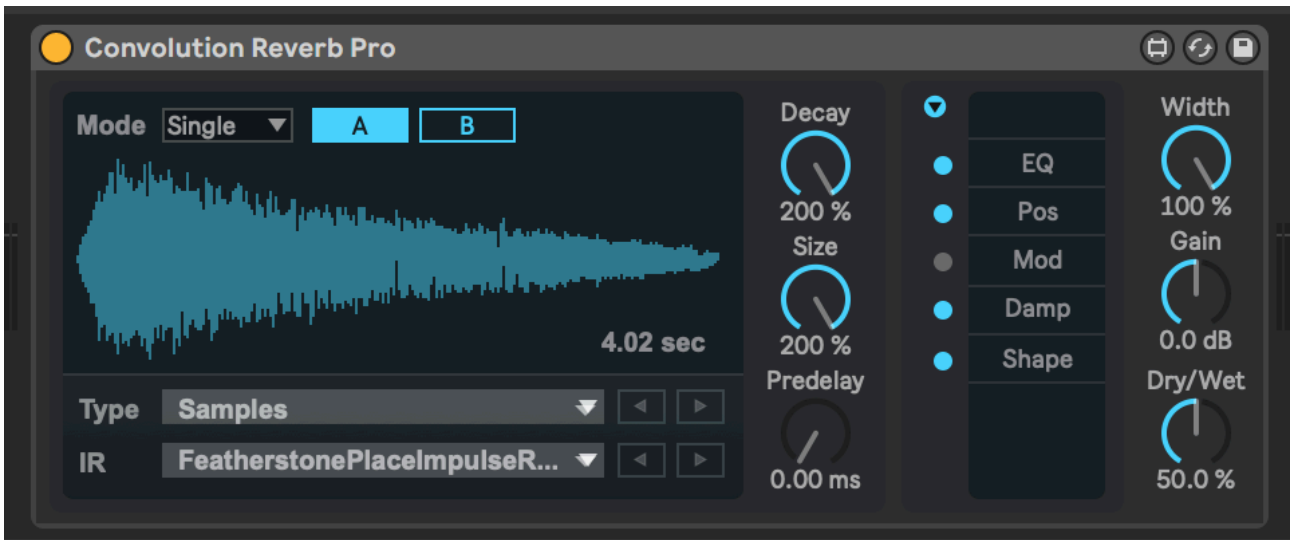 Convolution Reverb Pro
Mode Single A B
4.02 sec
Type Samples
IR FeatherstonePlaceImpulseR...
Decay
200 %
Size
200 %
Predelay
0.00 ms
EQ
Pos
Mod
Damp
Shape
Width
100 %
Gain
0.0 dB
Dry/Wet
50.0 %